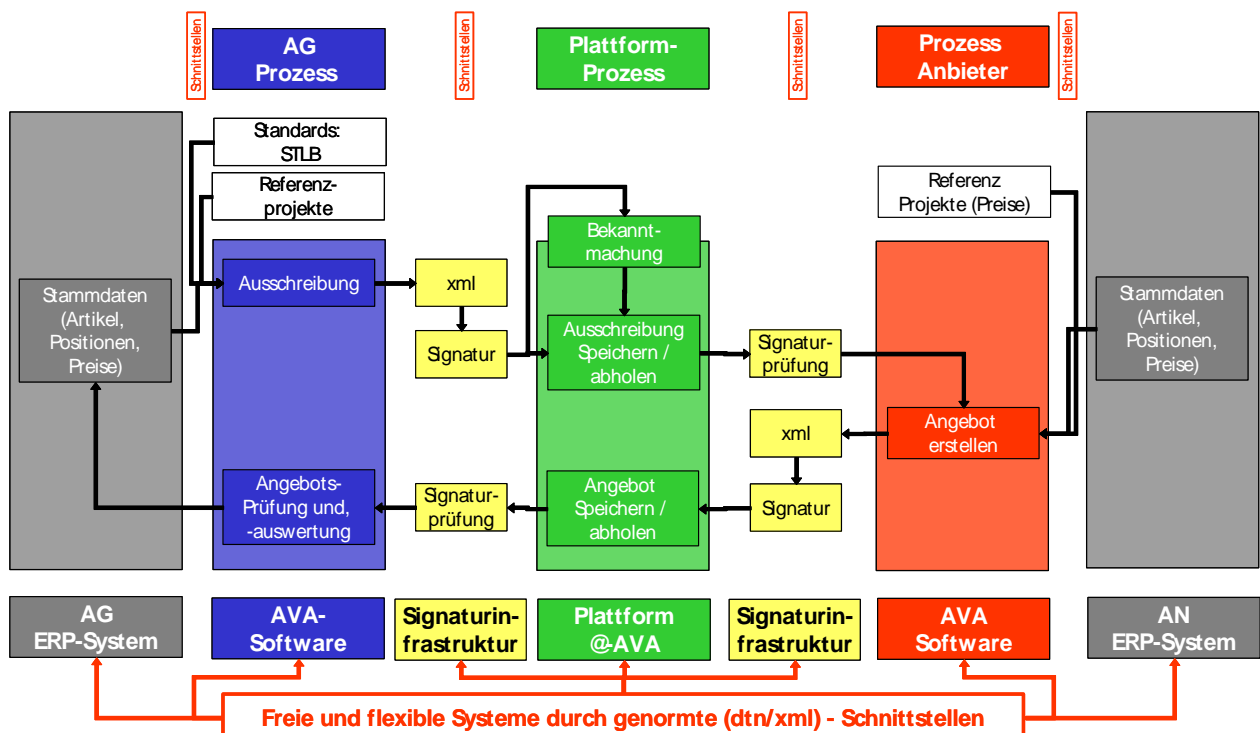 Schnittstellen
AG
Prozess
Schnittstellen
Plattform-
Prozess
Schnittstellen
Prozess
Anbieter
Schnittstellen
Standards:
STLB
Referenz-
projekte
Referenz
Projekte (Preise)
Bekannt-
machung
Ausschreibung
xml
Stammdaten
(Artikel,
Positionen,
Preise)
Signatur
Ausschreibung
Speichern /
abholen
Signatur-
prüfung
Stammdaten
(Artikel,
Positionen,
Preise)
xml
Angebot
erstellen
Angebots-
Prüfung und,
-auswertung
Signatur-
prüfung
Angebot
Speichern /
abholen
Signatur
AG
ERP-System
AVA-
Software
Signaturin-
frastruktur
Plattform
@-AVA
Signaturin-
frastruktur
AVA
Software
AN
ERP-System
Freie und flexible Systeme durch genormte (dtn/xml) - Schnittstellen